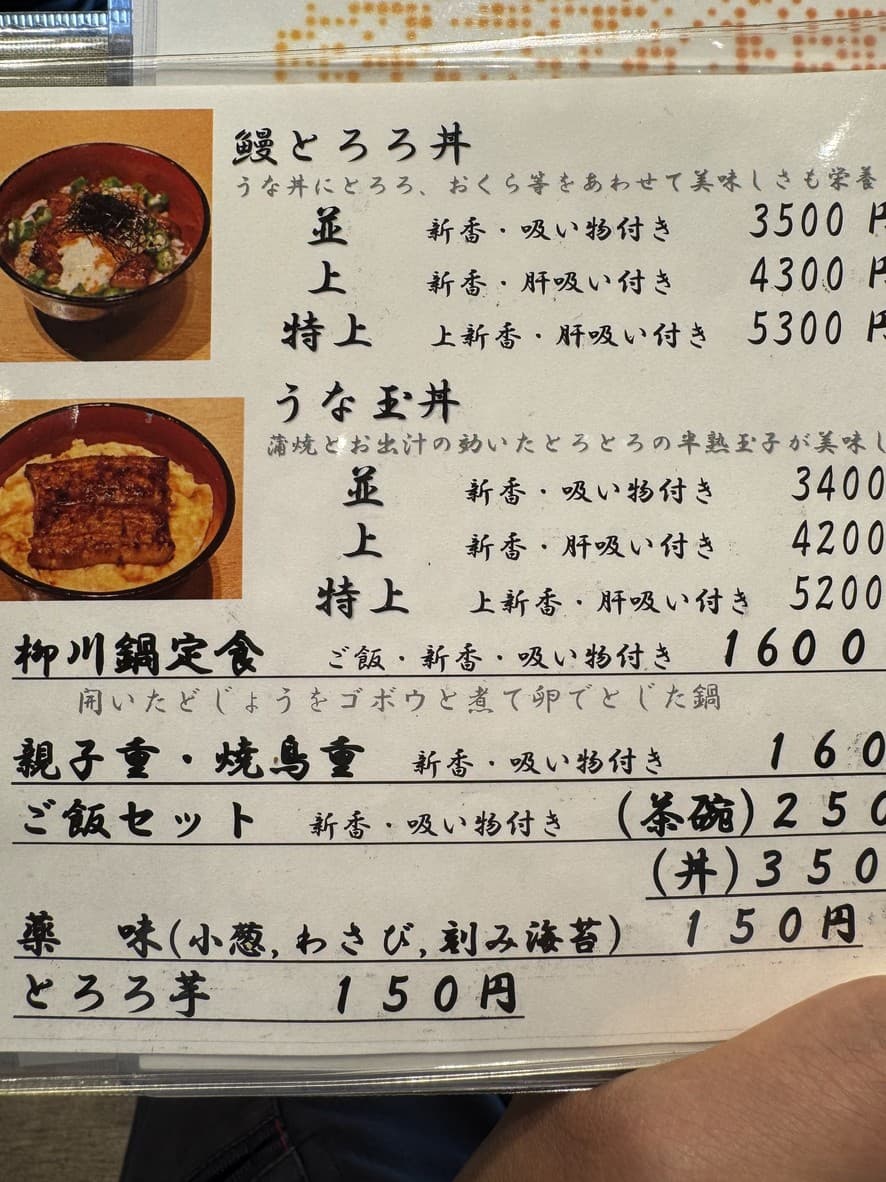 鰻とろろ丼
うな丼にとろろ、おくら等をあわせて美味しさも栄養
並 新香・吸い物付き 3500 円
上 新香・肝吸い付き 4300 円
特上 上新香・肝吸い付き 5300 円
うな玉丼
蒲焼とお出汁の効いたとろとろの半熟玉子が美味し
並 新香・吸い物付き 3400
上 新香・肝吸い付き 4200
特上 上新香・肝吸い付き 5200
柳川鍋定食 ご飯・新香・吸い物付き 1600
開いたどじょうをゴボウと煮て卵でとじた鍋
親子重・焼鳥重 新香・吸い物付き 160
ご飯セット 新香・吸い物付き (茶碗)250
(丼)350
薬 味(小葱,わさび,刻み海苔) 150円
とろろ芋 150円